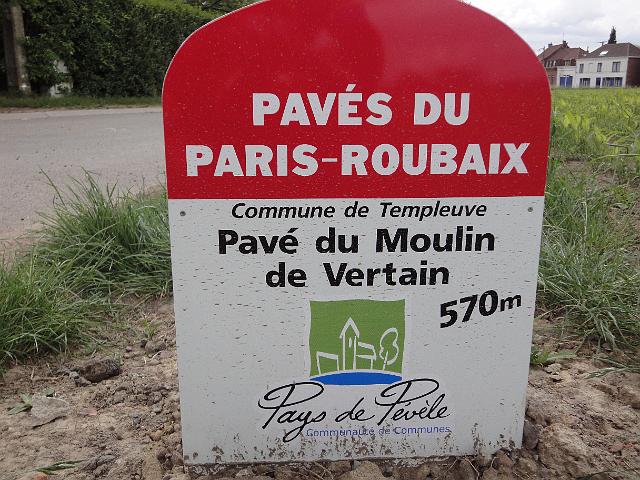 PAVÉS DU
PARIS-ROUBAIX
Commune de Templeuve
Pavé du Moulin
de Vertain
570m
Pays de Pévèle
Communauté de Communes